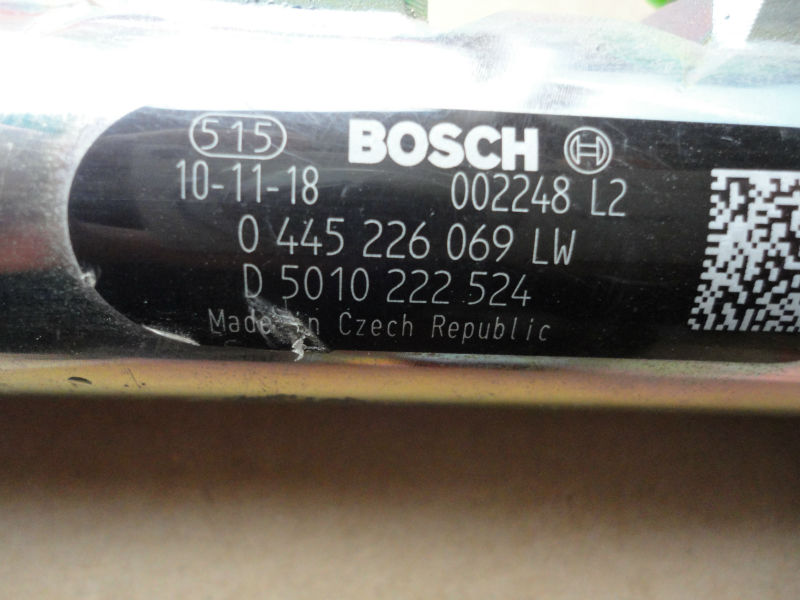 515 BOSCH
10-11-18 002248 L2
0 445 226 069 LW
D 5010 222 524
Made in Czech Republic